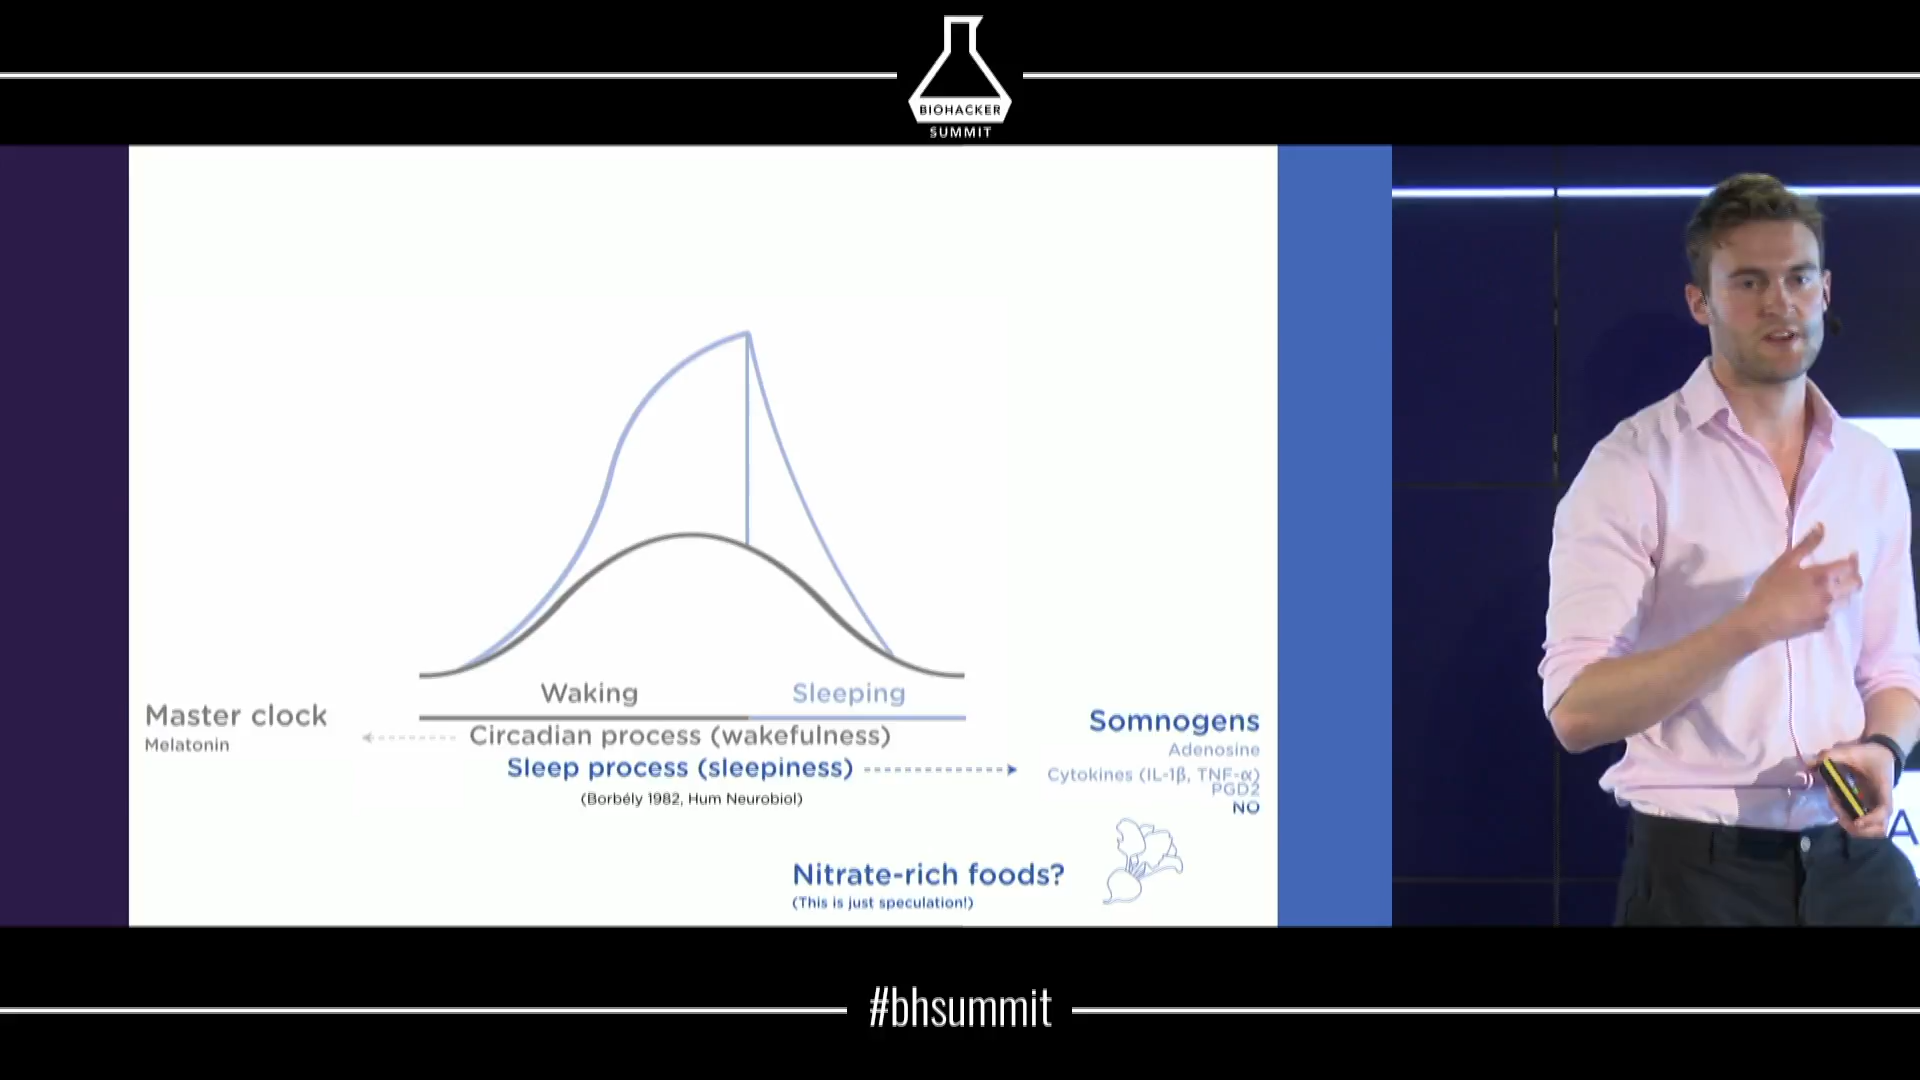 BIOHACKER
SUMMIT
Waking
Sleeping
Master clock
Melatonin
Circadian process (wakefulness)
Sleep process (sleepiness)
(Borbély 1982, Hum Neurobiol)
Somnogens
Adenosine
Cytokines (IL-1β, TNF-α)
PGD2
NO
Nitrate-rich foods?
(This is just speculation!)
A
#bhsummit